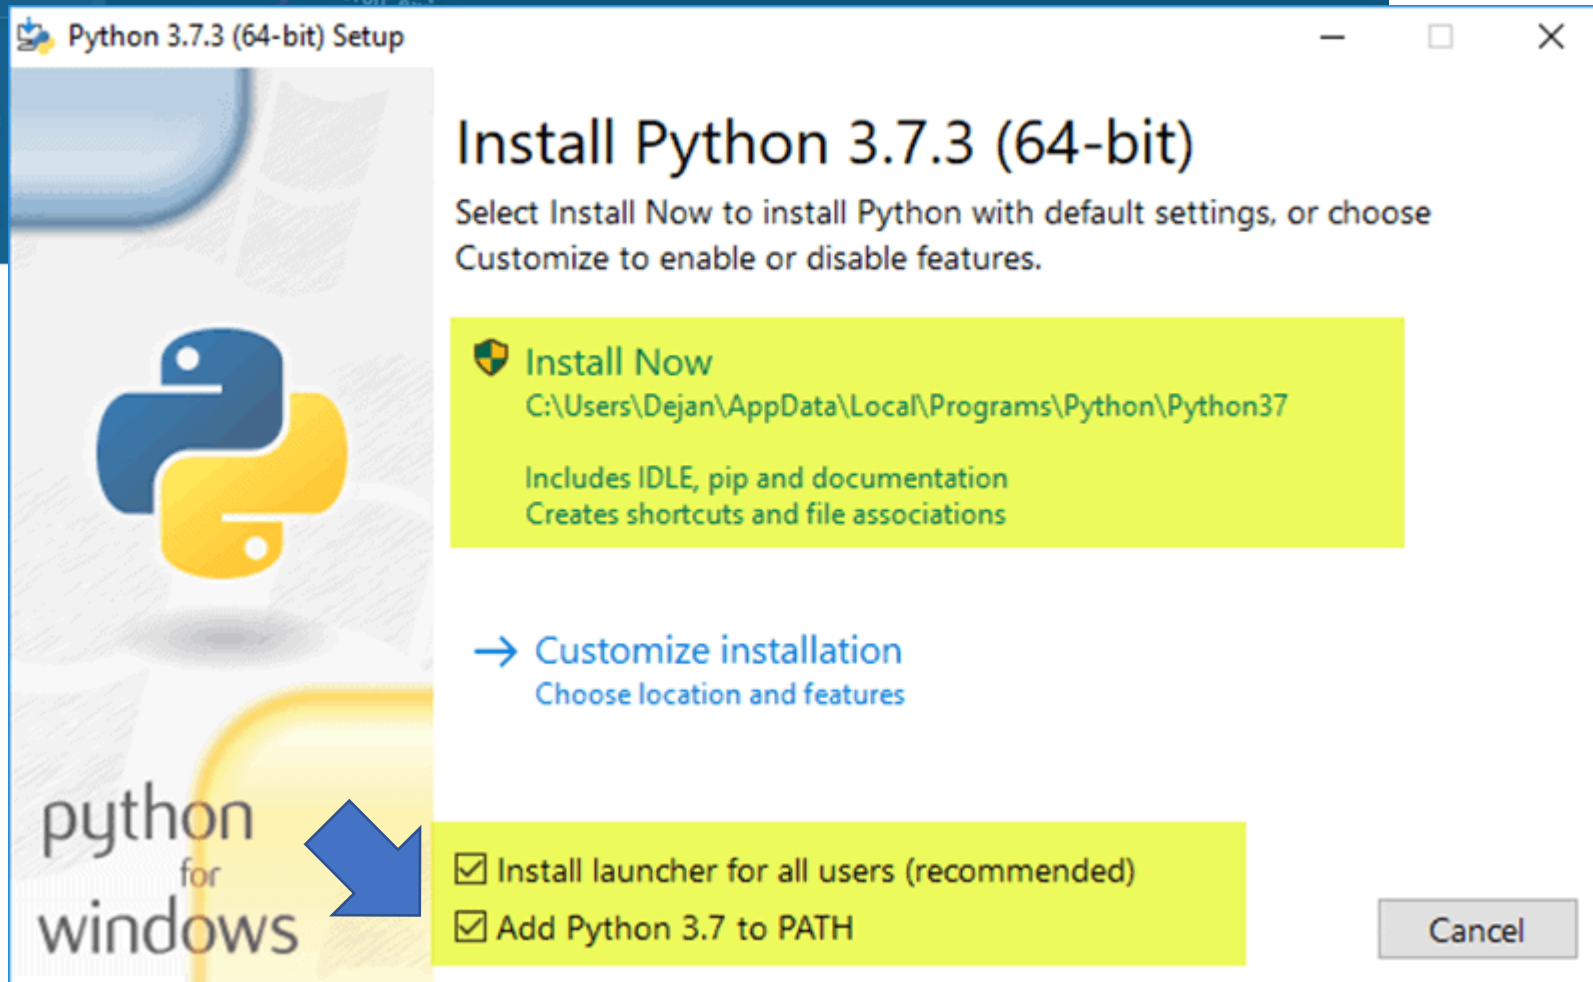 Python 3.7.3 (64-bit) Setup
Install Python 3.7.3 (64-bit)
Select Install Now to install Python with default settings, or choose
Customize to enable or disable features.
Install Now
C:\Users\Dejan\AppData\Local\Programs\Python\Python37
Includes IDLE, pip and documentation
Creates shortcuts and file associations
Customize installation
Choose location and features
python
for
windows
Install launcher for all users (recommended)
Add Python 3.7 to PATH
Cancel